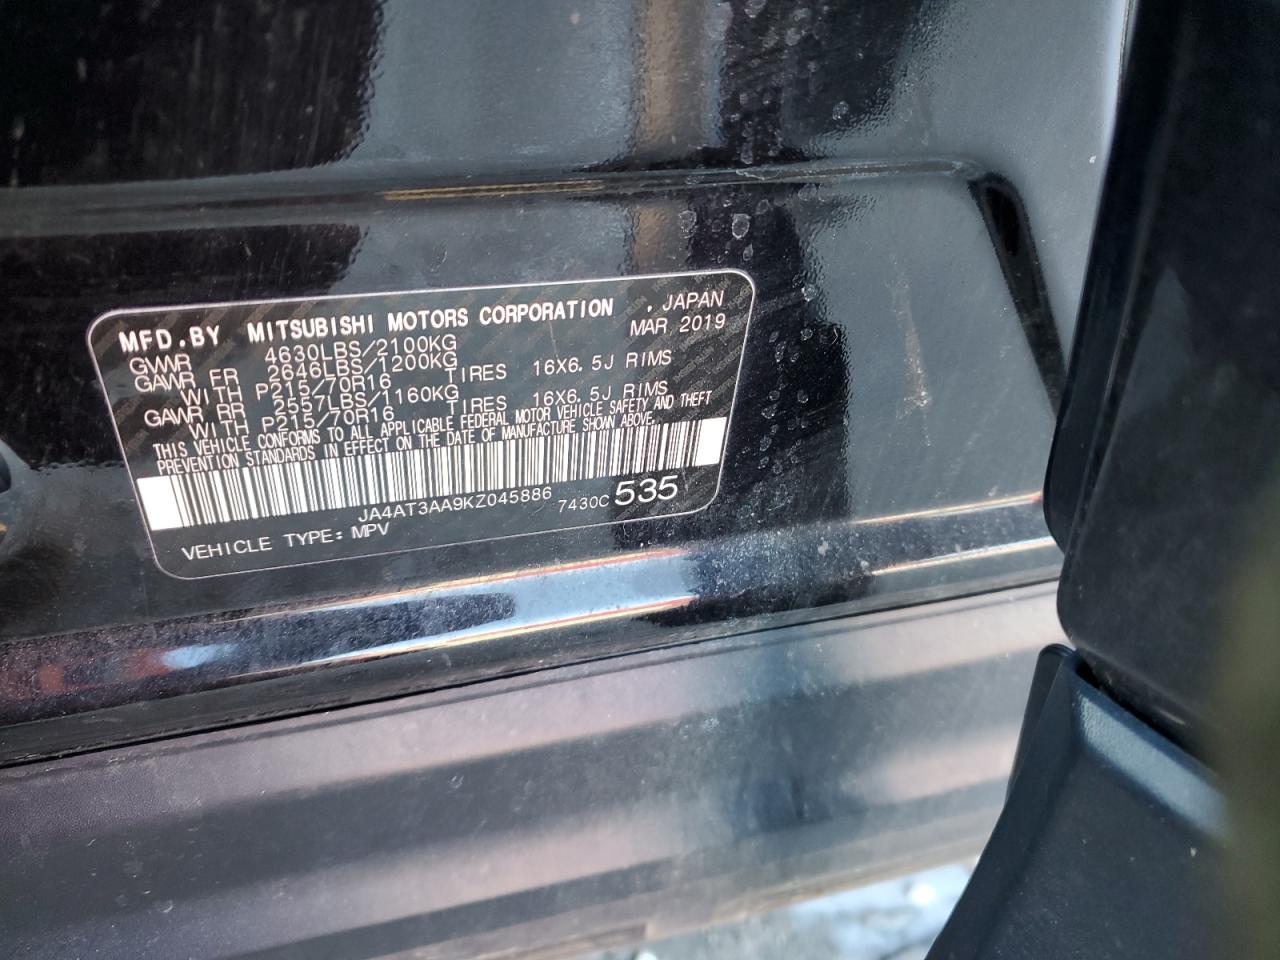 MFD.BY MITSUBISHI MOTORS CORPORATION , JAPAN
MAR 2019
GVWR 4630LBS/2100KG
GAWR FR 2646LBS/1200KG
WITH P215/70R16 TIRES 16X6.5J RIMS
GAWR RR 2557LBS/1160KG
WITH P215/70R16 TIRES 16X6.5J RIMS
THIS VEHICLE CONFORMS TO ALL APPLICABLE FEDERAL MOTOR VEHICLE SAFETY AND THEFT
PREVENTION STANDARDS IN EFFECT ON THE DATE OF MANUFACTURE SHOWN ABOVE.
JA4AT3AA9KZ045886 7430C 535
VEHICLE TYPE: MPV